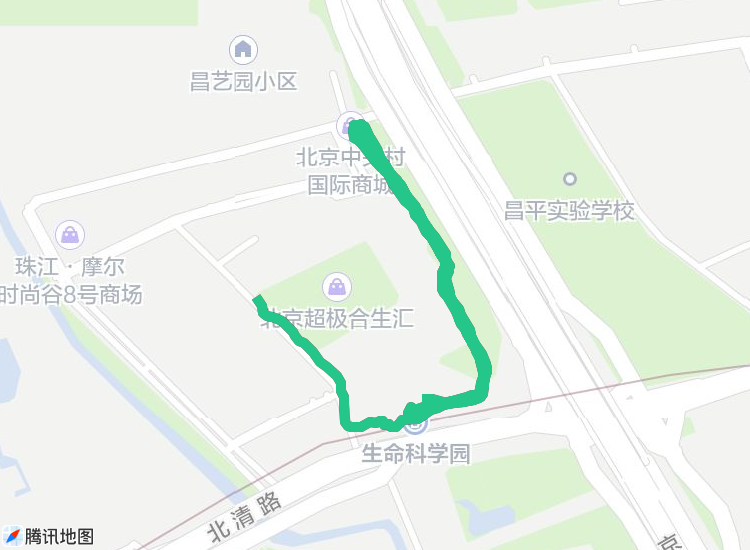 昌艺园小区
北京中关村
国际商城
昌平实验学校
珠江·摩尔
时尚谷8号商场
北京超极合生汇
生命科学园
北清路
京
腾讯地图